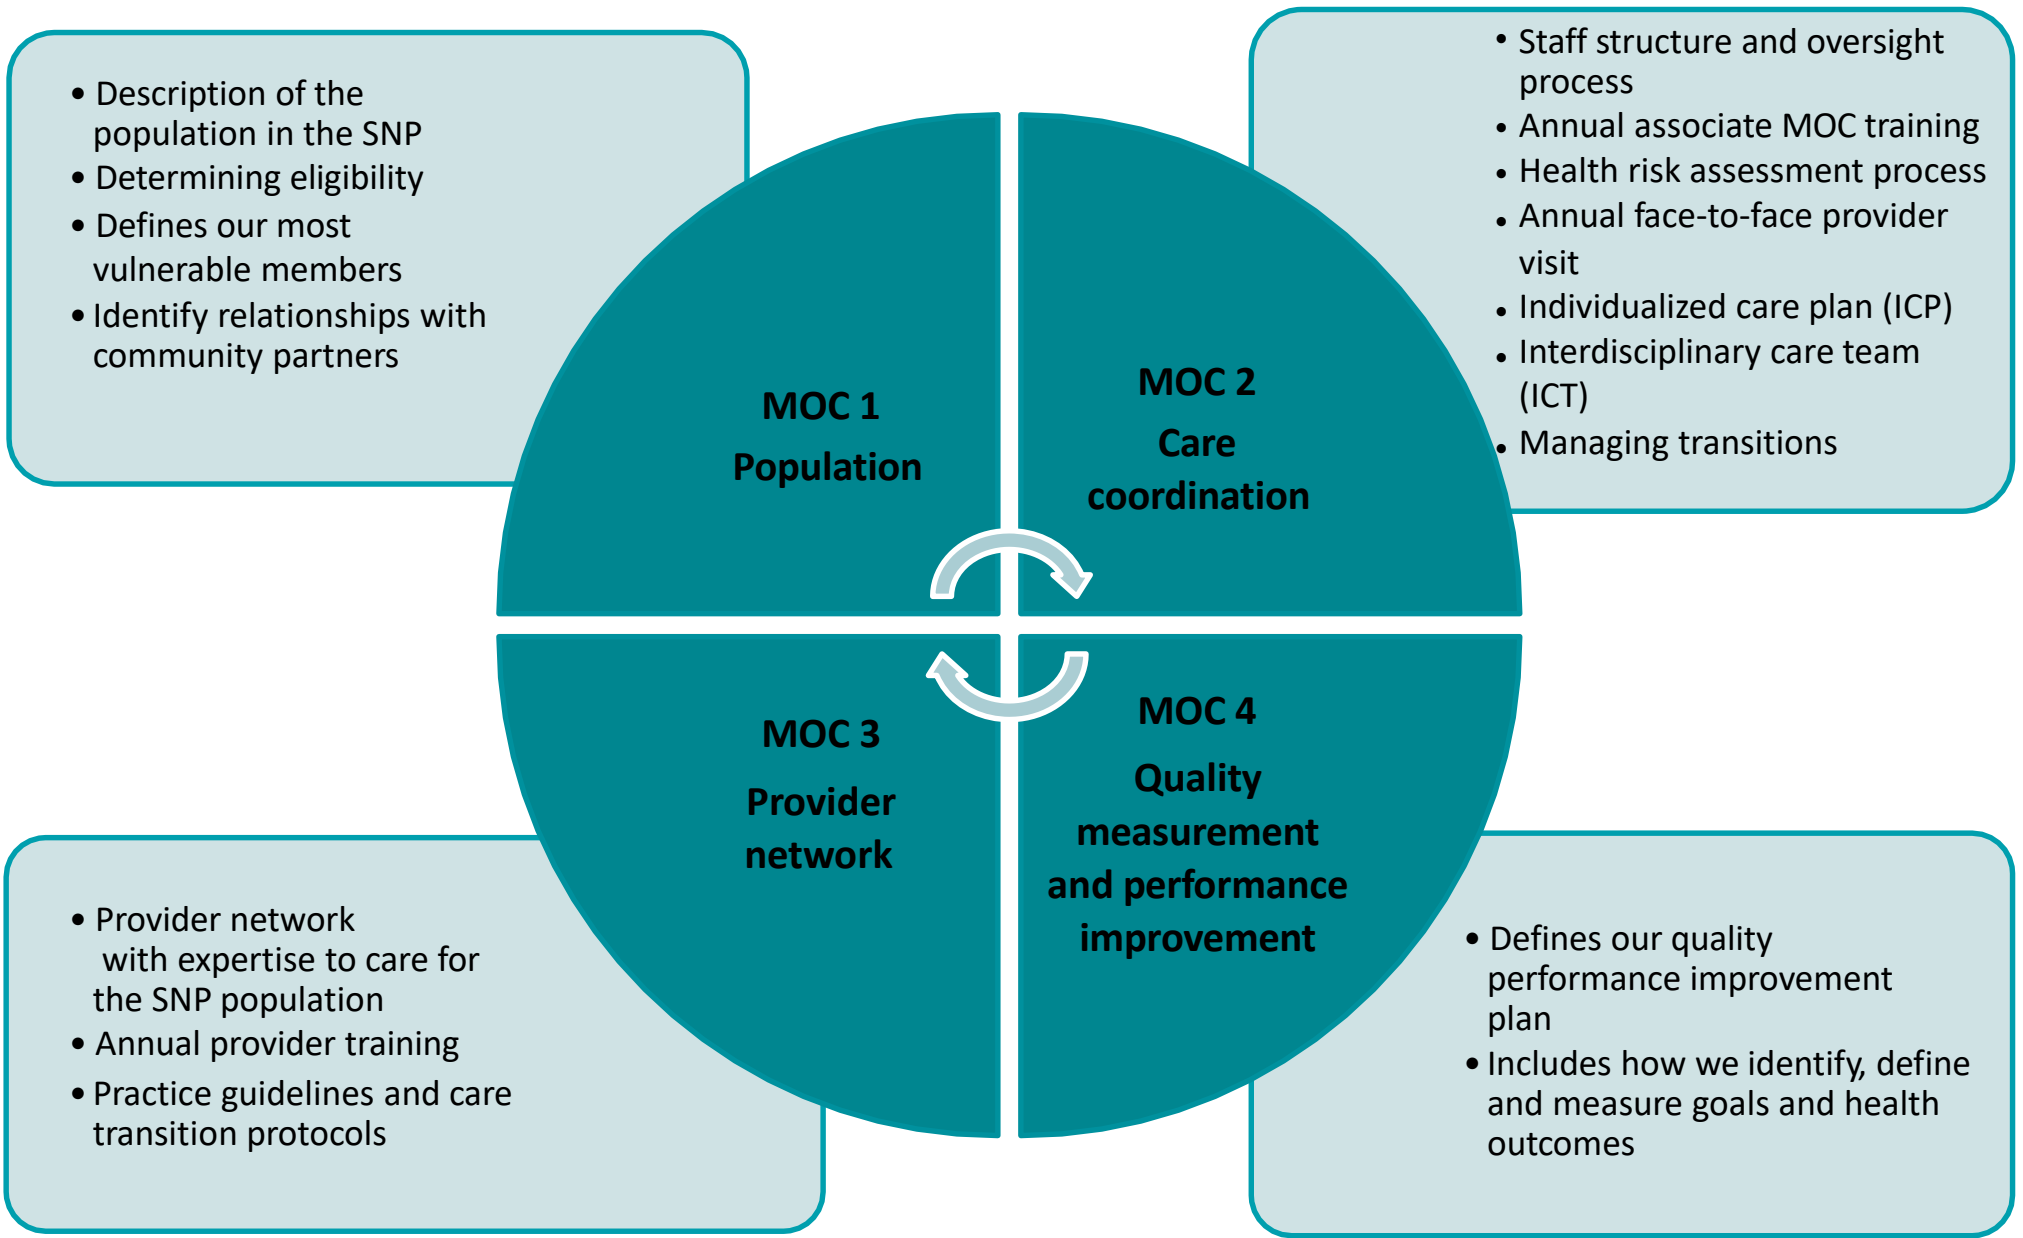 • Description of the
population in the SNP
• Determining eligibility
• Defines our most
vulnerable members
• Identify relationships with
community partners
• Staff structure and oversight
process
• Annual associate MOC training
• Health risk assessment process
• Annual face-to-face provider
visit
• Individualized care plan (ICP)
• Interdisciplinary care team
(ICT)
• Managing transitions
MOC 1
Population
MOC 2
Care
coordination
MOC 3
Provider
network
MOC 4
Quality
measurement
and performance
improvement
• Provider network
with expertise to care for
the SNP population
• Annual provider training
• Practice guidelines and care
transition protocols
• Defines our quality
performance improvement
plan
• Includes how we identify, define
and measure goals and health
outcomes